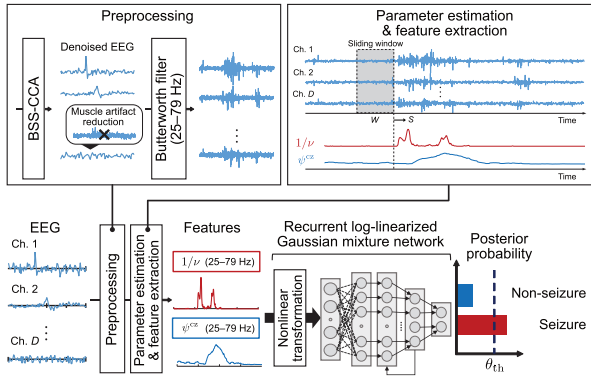 Preprocessing
BSS-CCA
Denoised EEG
Muscle artifact
reduction
Butterworth filter
(25–79 Hz)
Parameter estimation
& feature extraction
Sliding window
Ch. 1
Ch. 2
Ch. D
W
S
Time
1/ν
ψ^cz
Time
EEG
Ch. 1
Ch. 2
Ch. D
Preprocessing
Parameter estimation
& feature extraction
Features
1/ν (25–79 Hz)
ψ^cz (25–79 Hz)
Recurrent log-linearized
Gaussian mixture network
Nonlinear
transformation
Posterior
probability
Non-seizure
Seizure
θ_th